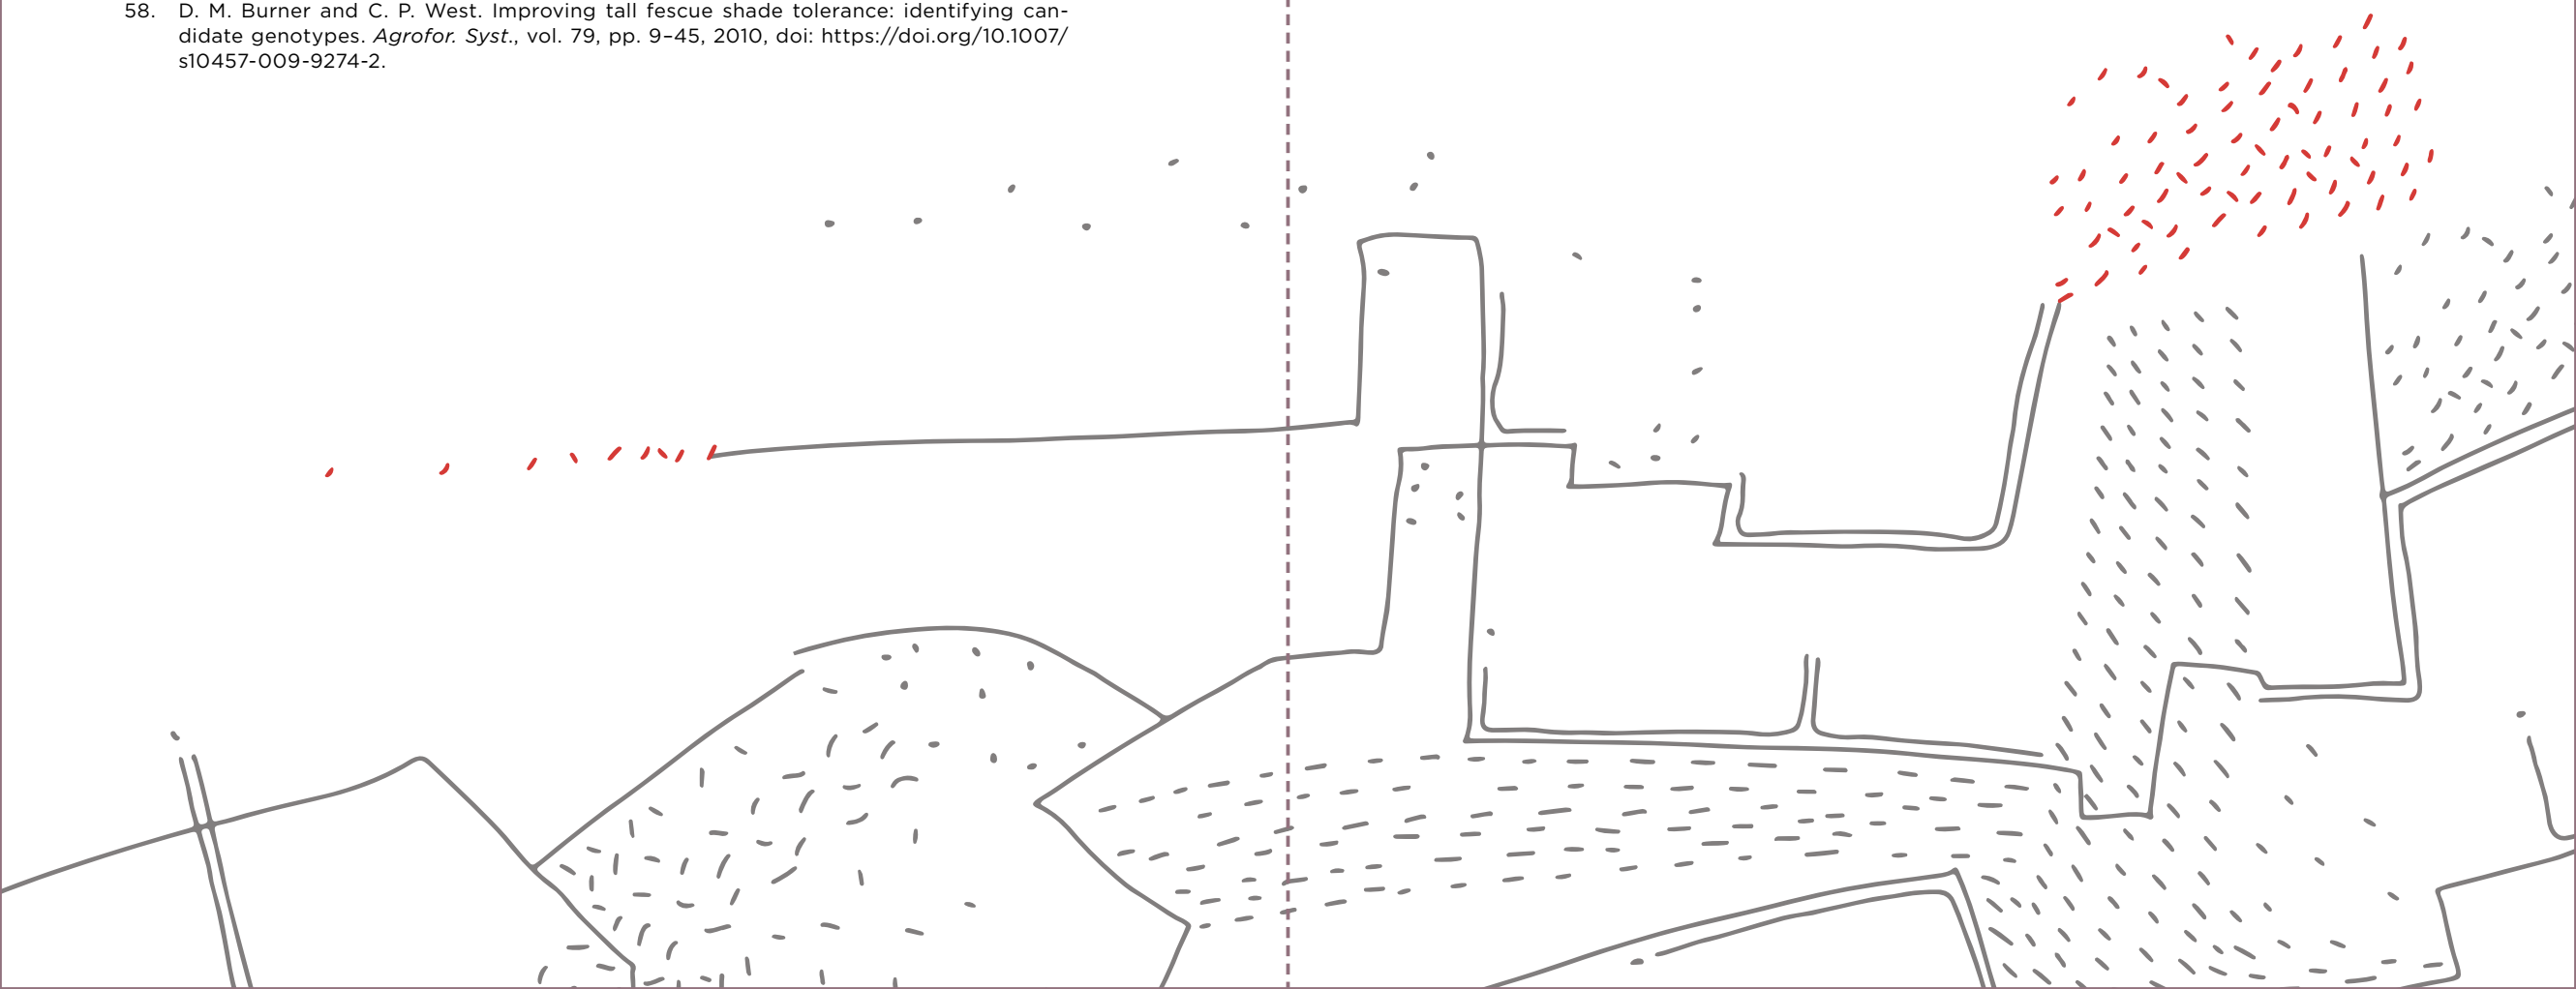 58. D. M. Burner and C. P. West. Improving tall fescue shade tolerance: identifying can-
didate genotypes. Agrofor. Syst., vol. 79, pp. 9–45, 2010, doi: https://doi.org/10.1007/
s10457-009-9274-2.